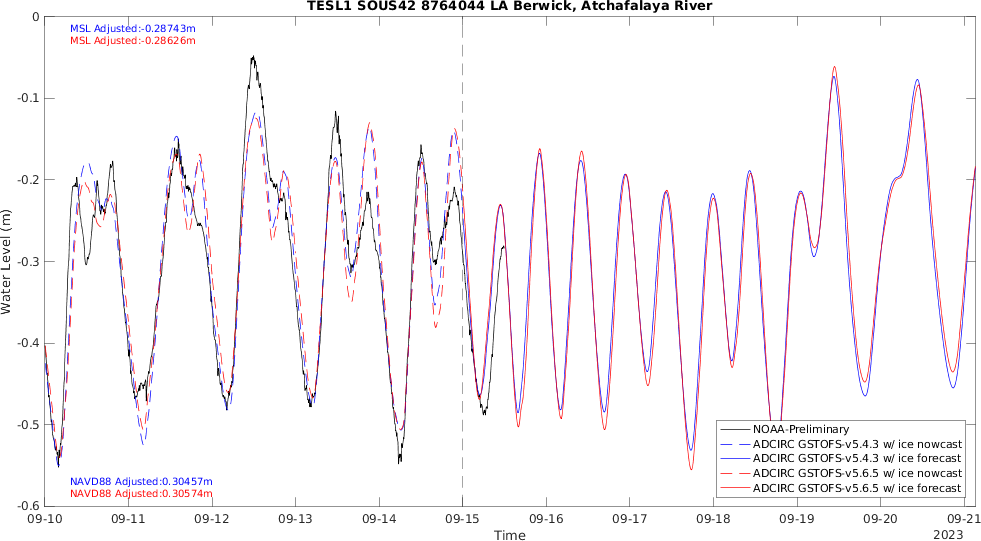 TESL1 SOUS42 8764044 LA Berwick, Atchafalaya River
MSL Adjusted:-0.28743m
MSL Adjusted:-0.28626m
0
-0.1
-0.2
-0.3
-0.4
-0.5
-0.6
Water Level (m)
NAVD88 Adjusted:0.30457m
NAVD88 Adjusted:0.30574m
NOAA-Preliminary
ADCIRC GSTOFS-v5.4.3 w/ ice nowcast
ADCIRC GSTOFS-v5.4.3 w/ ice forecast
ADCIRC GSTOFS-v5.6.5 w/ ice nowcast
ADCIRC GSTOFS-v5.6.5 w/ ice forecast
09-10 09-11 09-12 09-13 09-14 09-15 09-16 09-17 09-18 09-19 09-20 09-21
Time
2023